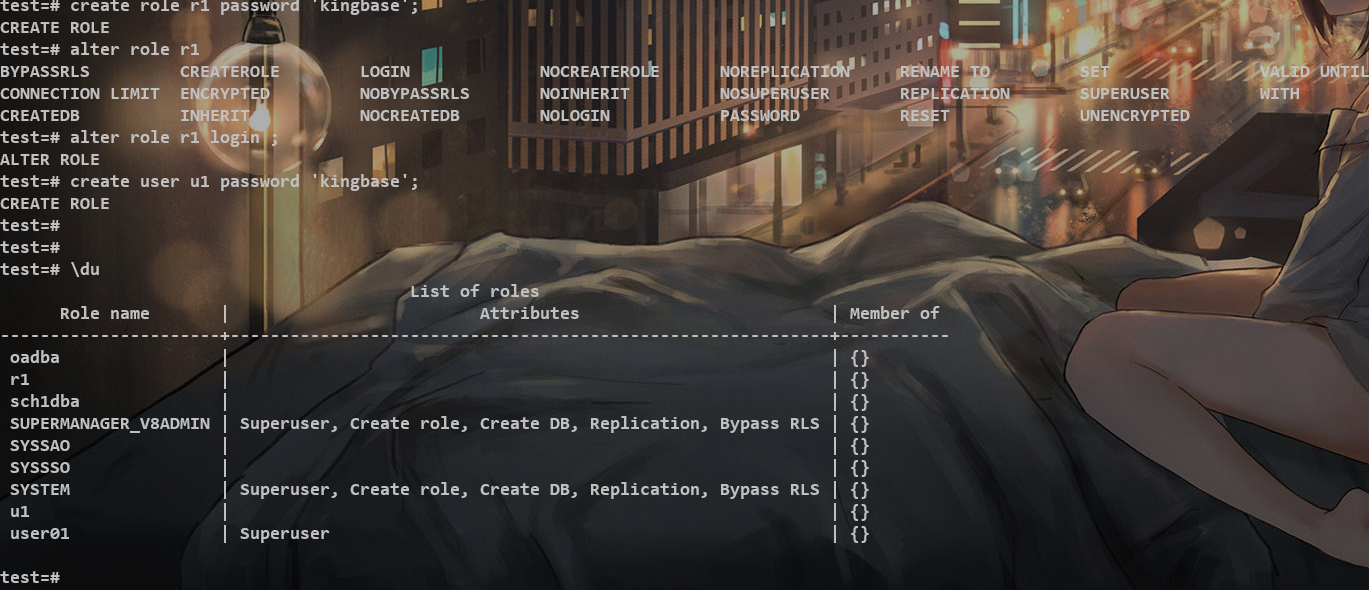 test=# create role r1 password 'kingbase';
CREATE ROLE
test=# alter role r1
BYPASSRLS         CREATEROLE        LOGIN             NOCREATEROLE      NOREPLICATION     RENAME TO         SET               VALID UNTIL
CONNECTION LIMIT  ENCRYPTED         NOBYPASSRLS       NOINHERIT         NOSUPERUSER       REPLICATION       SUPERUSER         WITH
CREATEDB          INHERIT           NOCREATEDB        NOLOGIN           PASSWORD          RESET             UNENCRYPTED
test=# alter role r1 login ;
ALTER ROLE
test=# create user u1 password 'kingbase';
CREATE ROLE
test=#
test=#
test=# \du
                                         List of roles
      Role name       |                         Attributes                         | Member of
----------------------+------------------------------------------------------------+-----------
 oadba                |                                                            | {}
 r1                   |                                                            | {}
 sch1dba              |                                                            | {}
 SUPERMANAGER_V8ADMIN | Superuser, Create role, Create DB, Replication, Bypass RLS | {}
 SYSSAO               |                                                            | {}
 SYSSSO               |                                                            | {}
 SYSTEM               | Superuser, Create role, Create DB, Replication, Bypass RLS | {}
 u1                   |                                                            | {}
 user01               | Superuser                                                  | {}
test=#